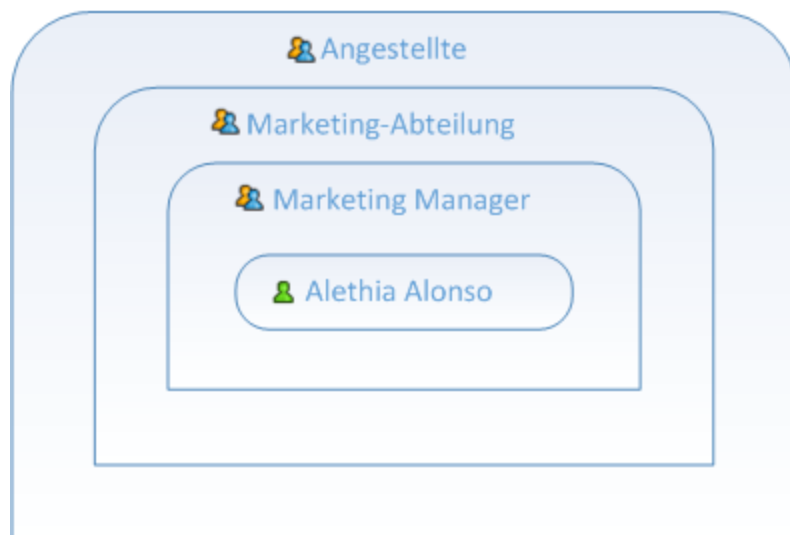 Angestellte
Marketing-Abteilung
Marketing Manager
Alethia Alonso